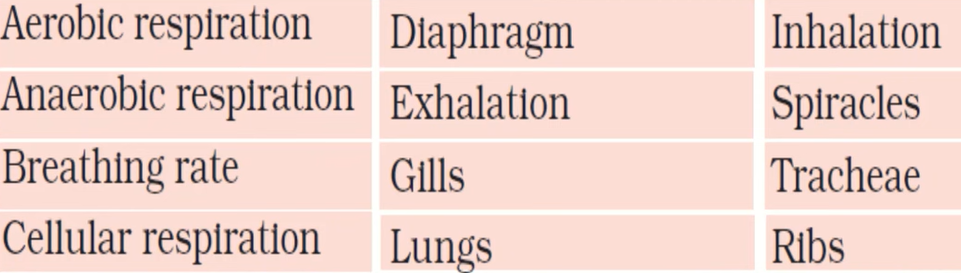 Aerobic respiration
Anaerobic respiration
Breathing rate
Cellular respiration
Diaphragm
Exhalation
Gills
Lungs
Inhalation
Spiracles
Tracheae
Ribs